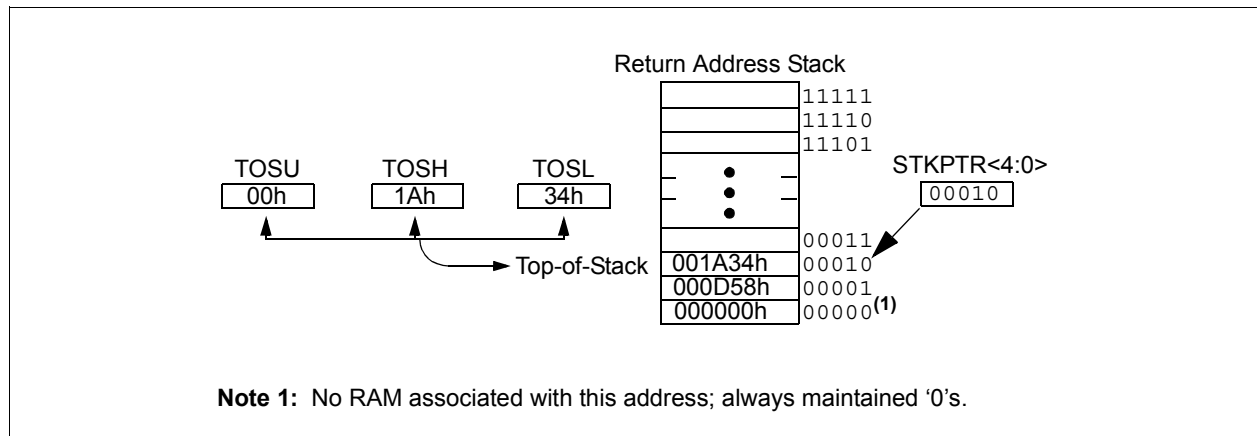 Return Address Stack
11111
11110
11101
TOSU TOSH TOSL STKPTR<4:0>
00h 1Ah 34h 00010
00011
Top-of-Stack 001A34h 00010
000D58h 00001
000000h 00000(1)
Note 1: No RAM associated with this address; always maintained ‘0’s.